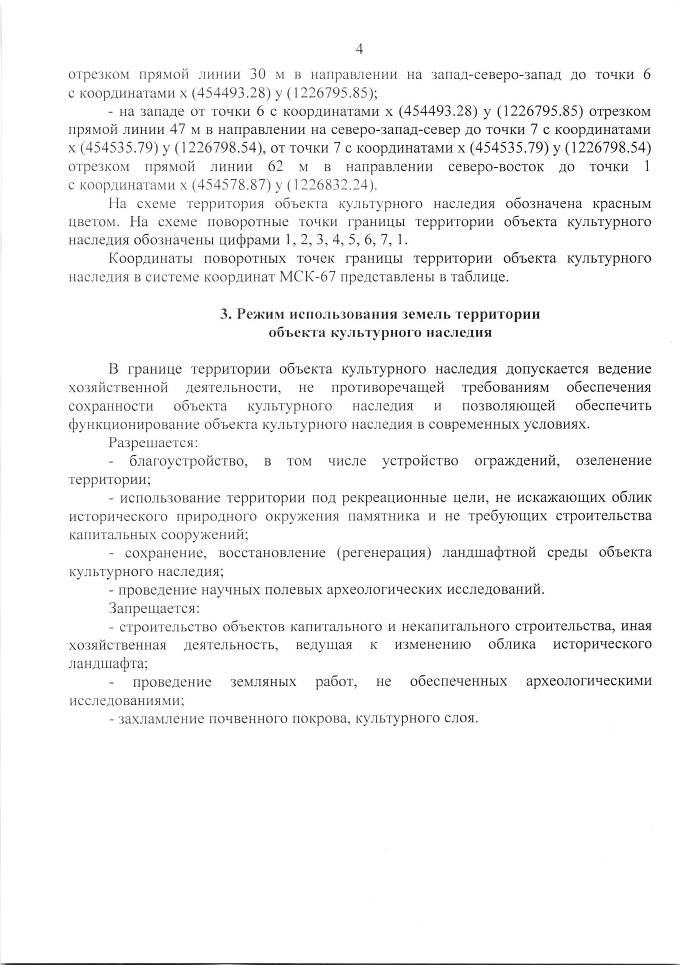 4
отрезком прямой линии 30 м в направлении на запад-северо-запад до точки 6
с координатами x (454493.28) y (1226795.85);
- на западе от точки 6 с координатами x (454493.28) y (1226795.85) отрезком
прямой линии 47 м в направлении на северо-запад-север до точки 7 с координатами
x (454535.79) y (1226798.54), от точки 7 с координатами x (454535.79) y (1226798.54)
отрезком прямой линии 62 м в направлении северо-восток до точки 1
с координатами x (454578.87) y (1226832.24).
На схеме территория объекта культурного наследия обозначена красным
цветом. На схеме поворотные точки границы территории объекта культурного
наследия обозначены цифрами 1, 2, 3, 4, 5, 6, 7, 1.
Координаты поворотных точек границы территории объекта культурного
наследия в системе координат МСК-67 представлены в таблице.
3. Режим использования земель территории
объекта культурного наследия
В границе территории объекта культурного наследия допускается ведение
хозяйственной деятельности, не противоречащей требованиям обеспечения
сохранности объекта культурного наследия и позволяющей обеспечить
функционирование объекта культурного наследия в современных условиях.
Разрешается:
- благоустройство, в том числе устройство ограждений, озеленение
территории;
- использование территории под рекреационные цели, не искажающих облик
исторического природного окружения памятника и не требующих строительства
капитальных сооружений;
- сохранение, восстановление (регенерация) ландшафтной среды объекта
культурного наследия;
- проведение научных полевых археологических исследований.
Запрещается:
- строительство объектов капитального и некапитального строительства, иная
хозяйственная деятельность, ведущая к изменению облика исторического
ландшафта;
- проведение земляных работ, не обеспеченных археологическими
исследованиями;
- захламление почвенного покрова, культурного слоя.